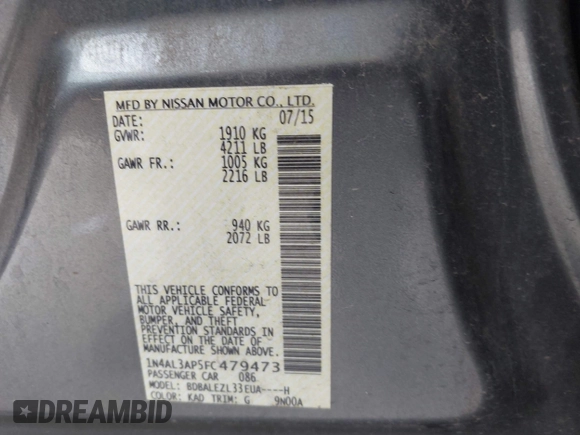 MFD BY NISSAN MOTOR CO., LTD.
DATE: 07/15
GVWR: 1910 KG
4211 LB
GAWR FR.: 1005 KG
2216 LB
GAWR RR.: 940 KG
2072 LB
THIS VEHICLE CONFORMS TO
ALL APPLICABLE FEDERAL
MOTOR VEHICLE SAFETY,
BUMPER, AND THEFT
PREVENTION STANDARDS IN
EFFECT ON THE DATE OF
MANUFACTURE SHOWN ABOVE.
1N4AL3AP5FC479473
PASSENGER CAR 086
MODEL: BDBALEZL33EUA----H
COLOR: KAD TRIM: G 9N00A
EPICVIN.com